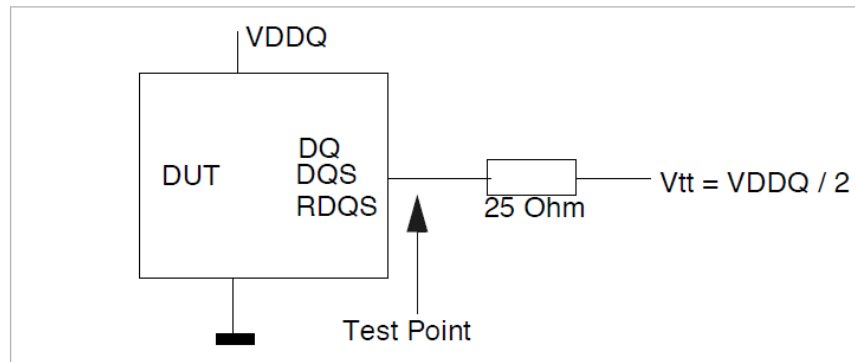 VDDQ
DQ
DUT
DQS
RDQS
Vtt = VDDQ / 2
25 Ohm
Test Point